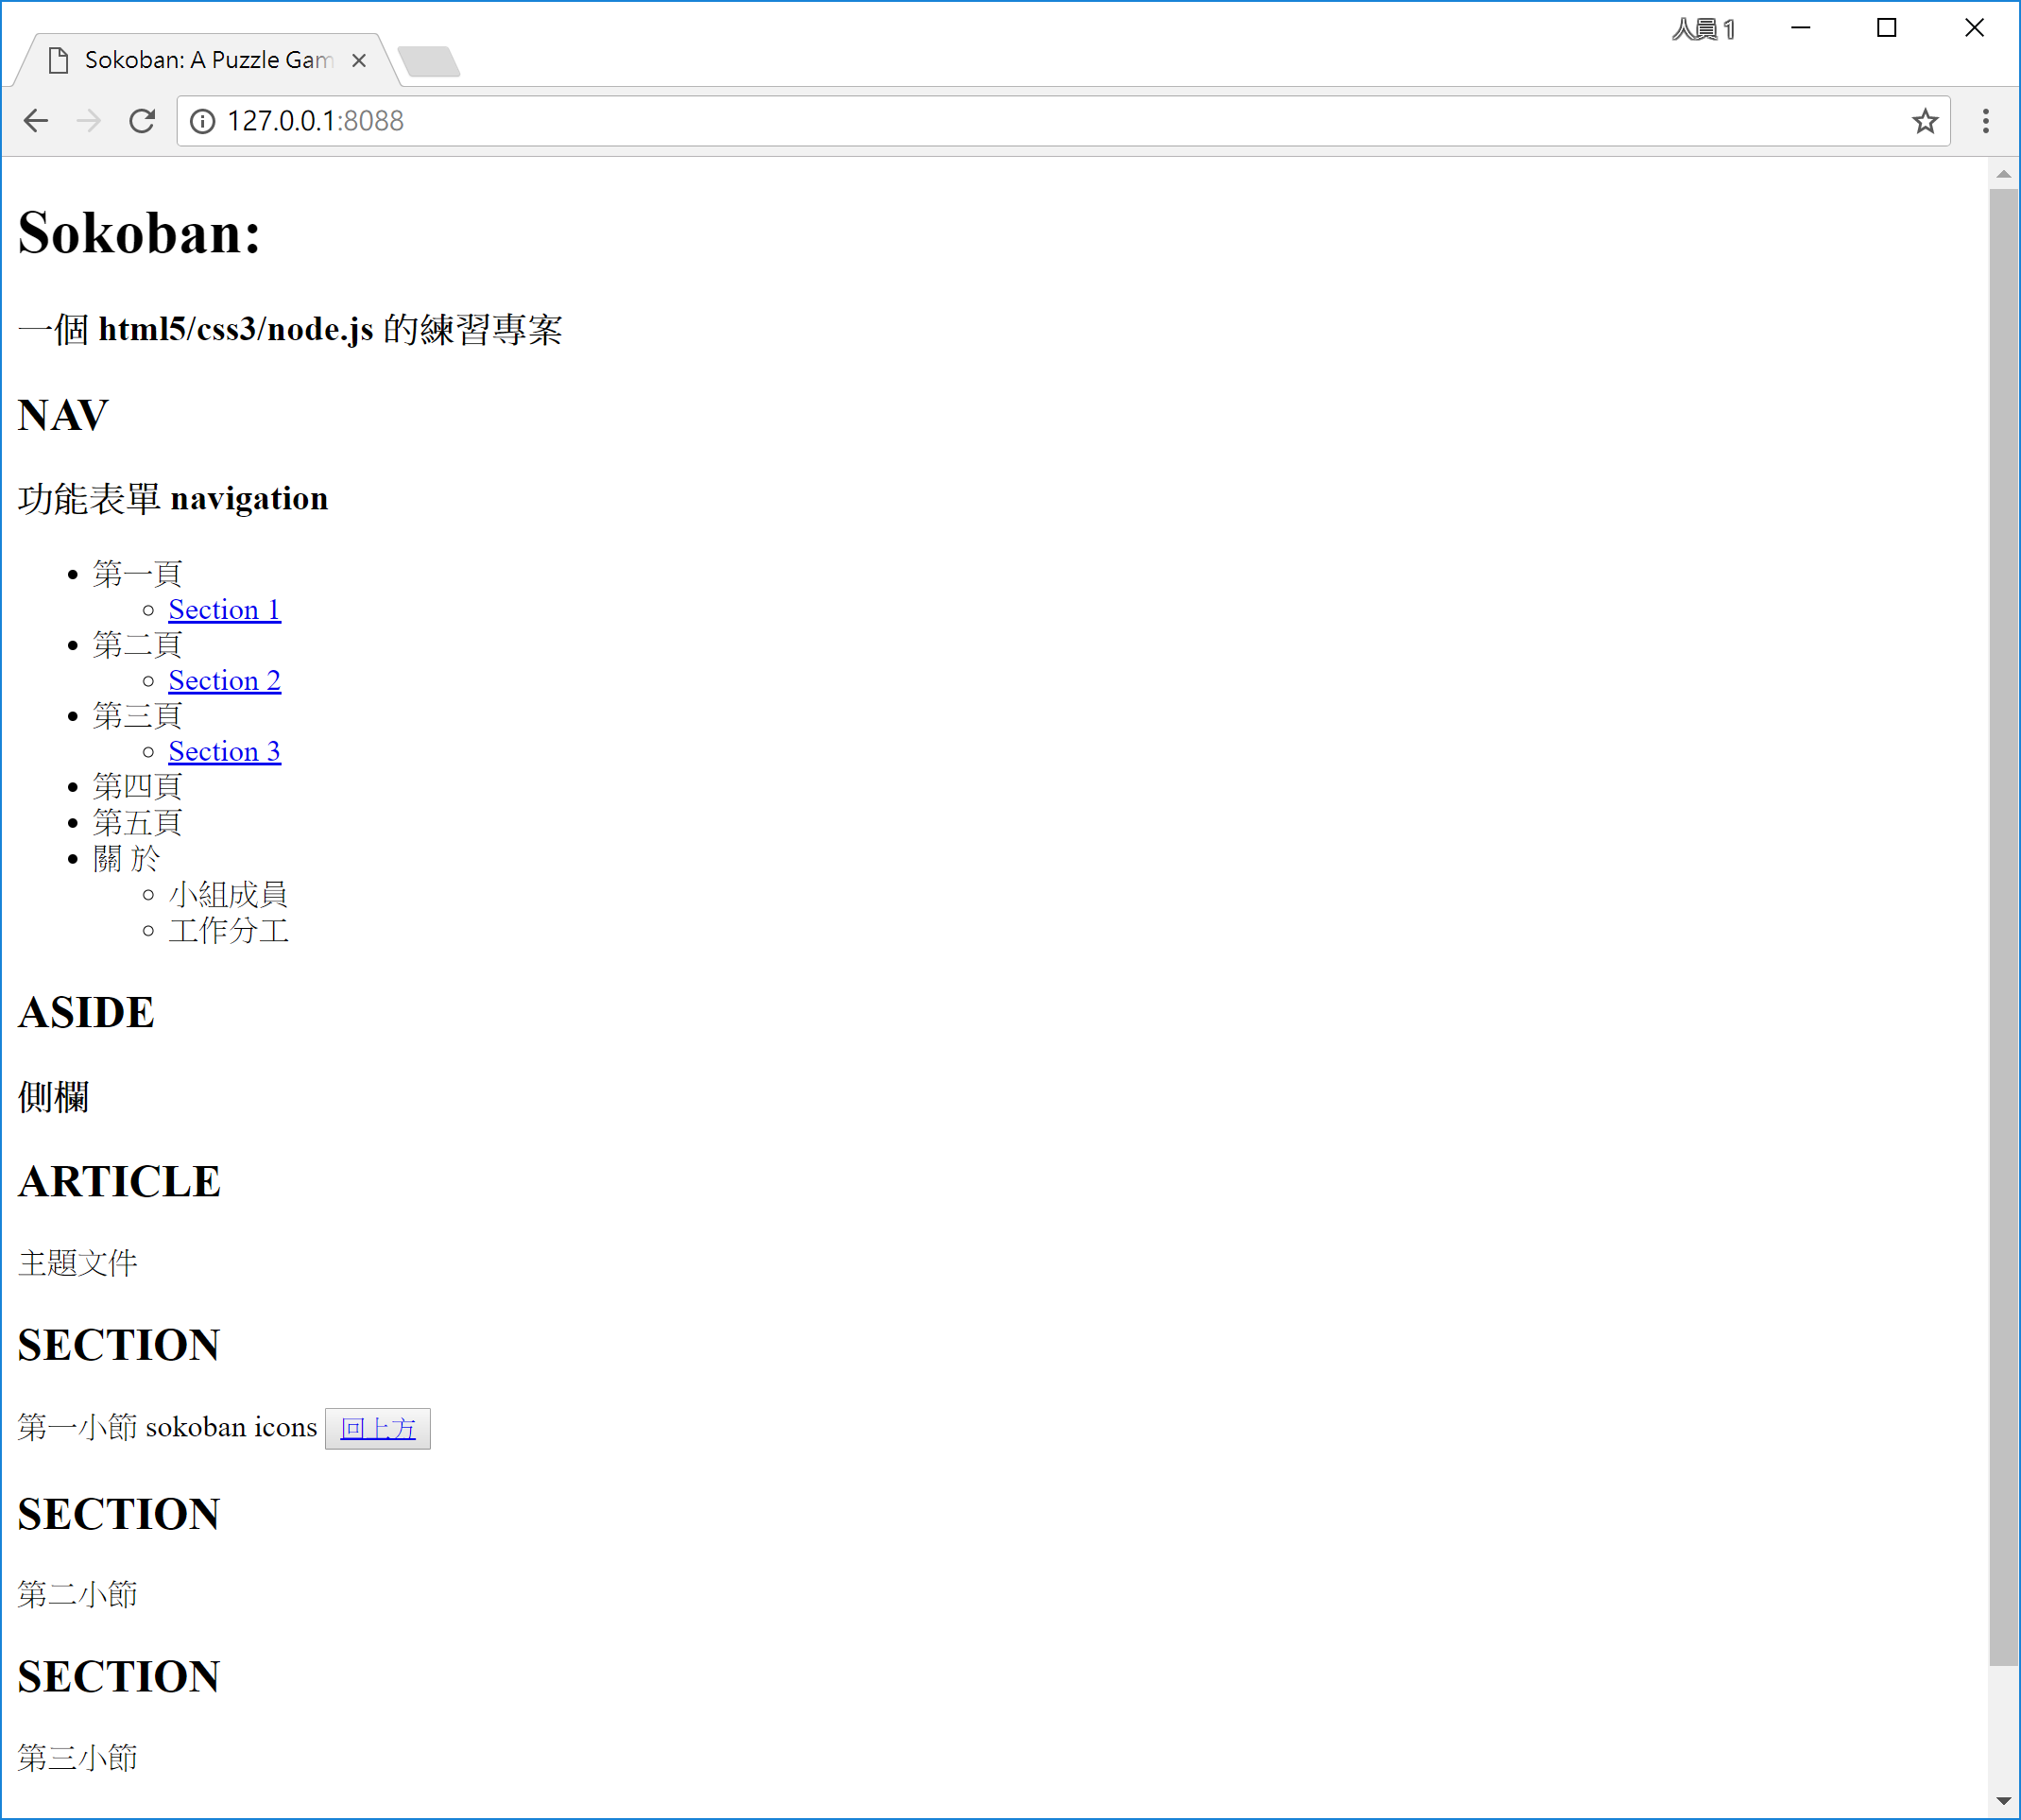 人員 1
Sokoban: A Puzzle Gam
127.0.0.1:8088
Sokoban:
一個 html5/css3/node.js 的練習專案
NAV
功能表單 navigation
第一頁
Section 1
第二頁
Section 2
第三頁
Section 3
第四頁
第五頁
關 於
小組成員
工作分工
ASIDE
側欄
ARTICLE
主題文件
SECTION
第一小節 sokoban icons 回上方
SECTION
第二小節
SECTION
第三小節